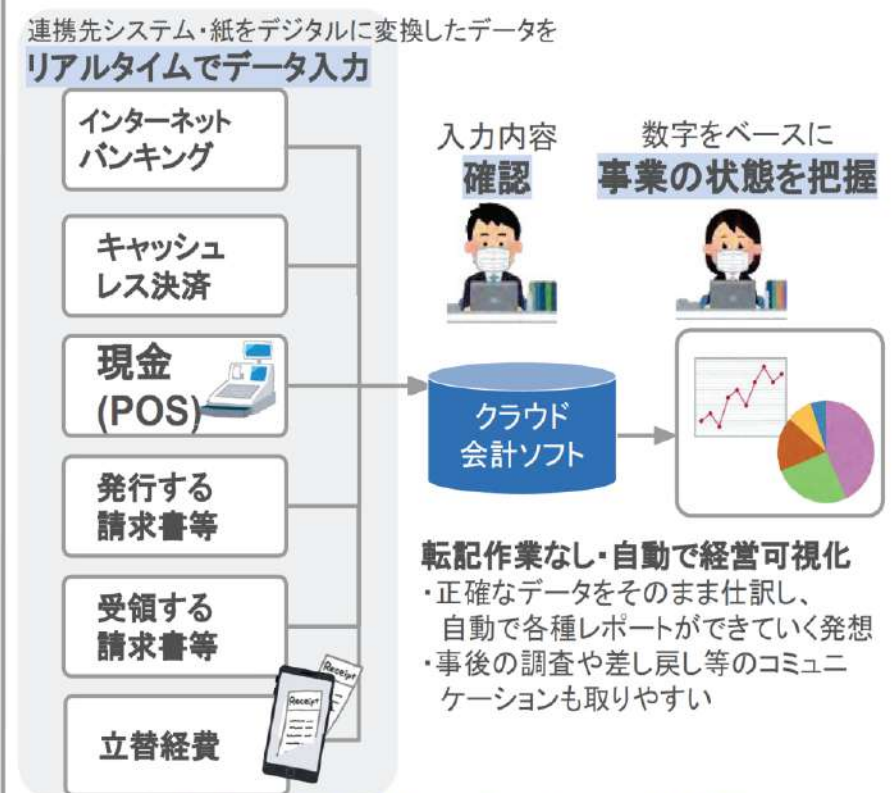 連携先システム・紙をデジタルに変換したデータを
リアルタイムでデータ入力
インターネット
バンキング
キャッシュ
レス決済
現金
(POS)
発行する
請求書等
受領する
請求書等
立替経費
Receipt
Receipt
入力内容
確認
数字をベースに
事業の状態を把握
クラウド
会計ソフト
転記作業なし・自動で経営可視化
・正確なデータをそのまま仕訳し、
自動で各種レポートができていく発想
・事後の調査や差し戻し等のコミュニ
ケーションも取りやすい